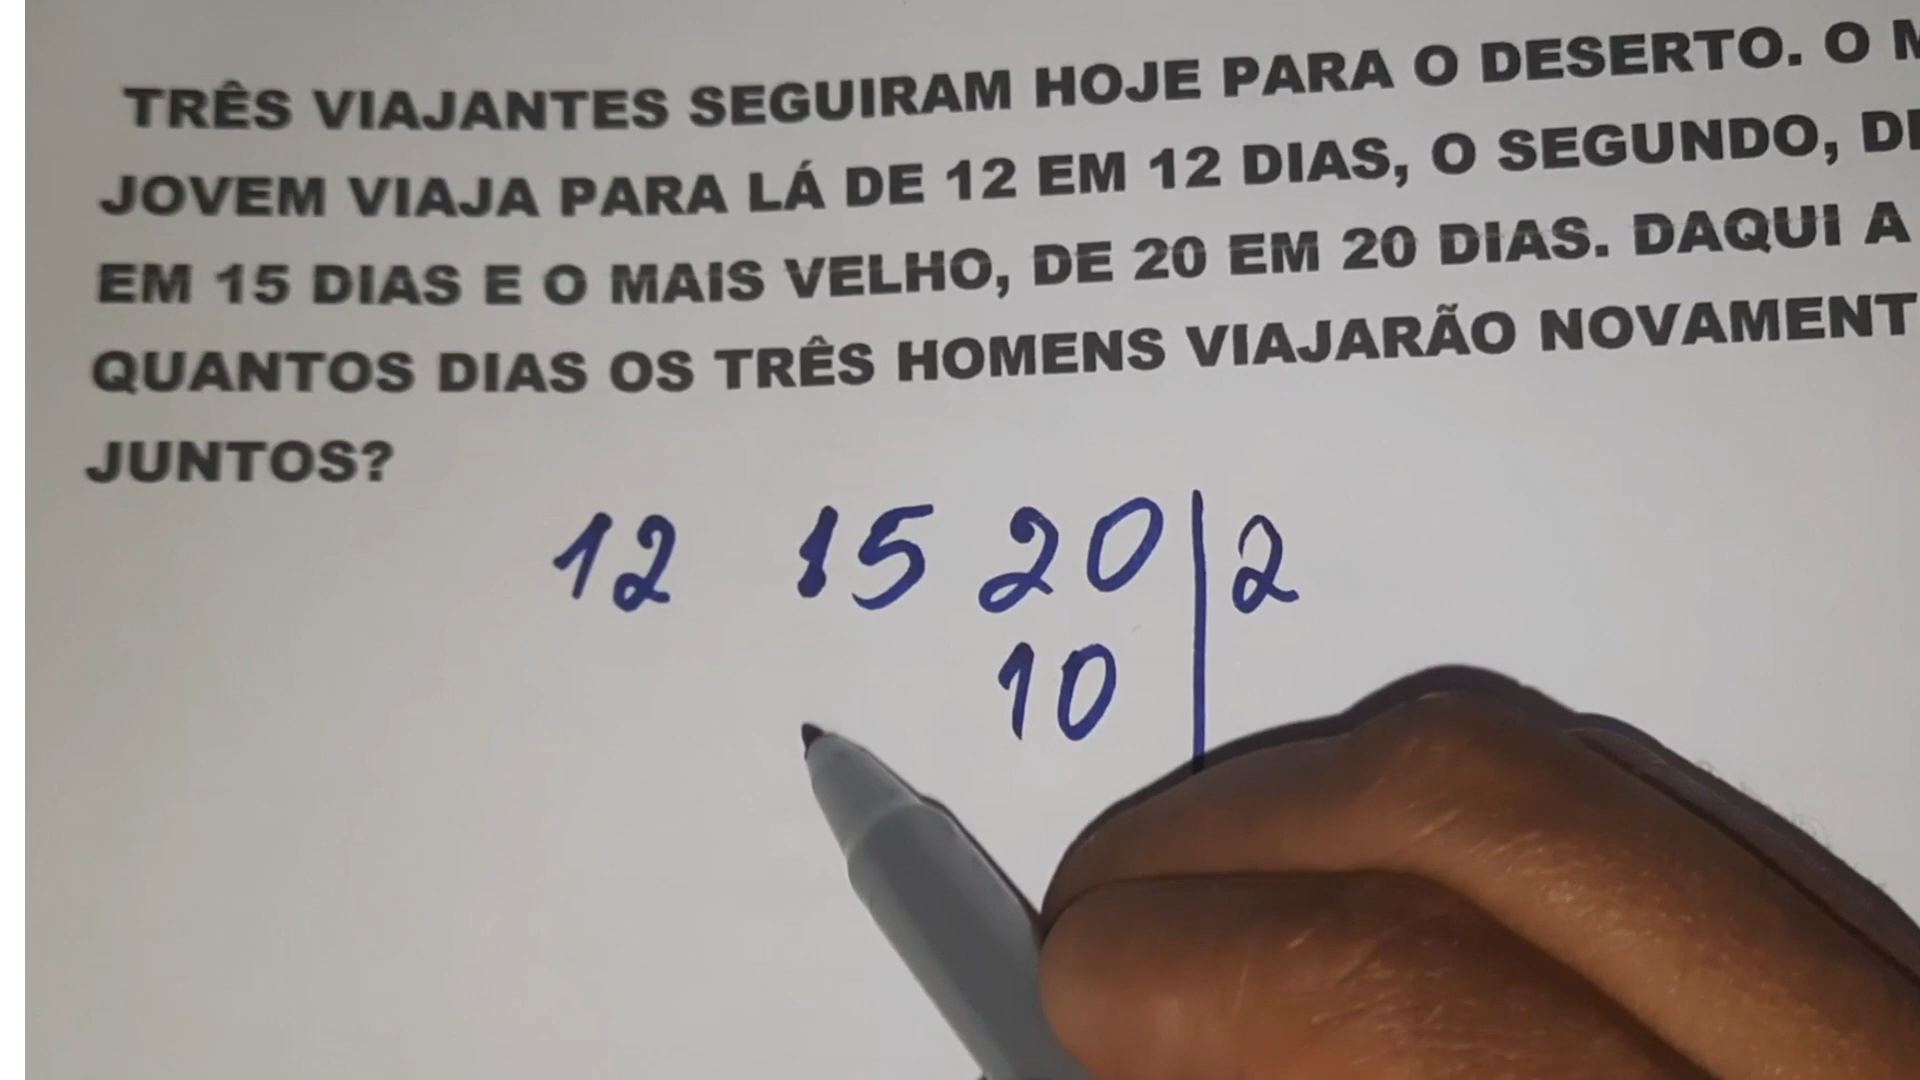 TRÊS VIAJANTES SEGUIRAM HOJE PARA O DESERTO. O
JOVEM VIAJA PARA LÁ DE 12 EM 12 DIAS, O SEGUNDO,
EM 15 DIAS E O MAIS VELHO, DE 20 EM 20 DIAS. DAQUI A
QUANTOS DIAS OS TRÊS HOMENS VIAJARÃO NOVAMENT
JUNTOS?
12 15 20 | 2
10